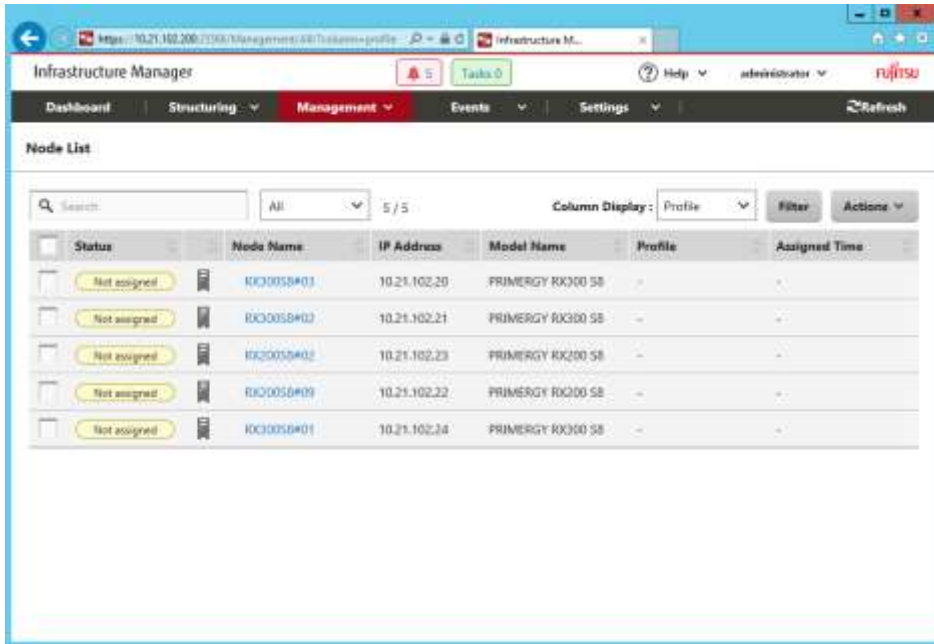 Infrastructure M...
Infrastructure Manager
5
Tasks 0
Help
administrator
FUJITSU
Dashboard
Structuring
Management
Events
Settings
Refresh
Node List
Search
All
5 / 5
Column Display :
Profile
Filter
Actions
Status
Node Name
IP Address
Model Name
Profile
Assigned Time
Not assigned RX300S8#03 10.21.102.20 PRIMERGY RX300 S8 - -
Not assigned RX300S8#02 10.21.102.21 PRIMERGY RX300 S8 - -
Not assigned RX200S8#02 10.21.102.23 PRIMERGY RX200 S8 - -
Not assigned RX200S8#09 10.21.102.22 PRIMERGY RX200 S8 - -
Not assigned RX300S8#01 10.21.102.24 PRIMERGY RX300 S8 - -